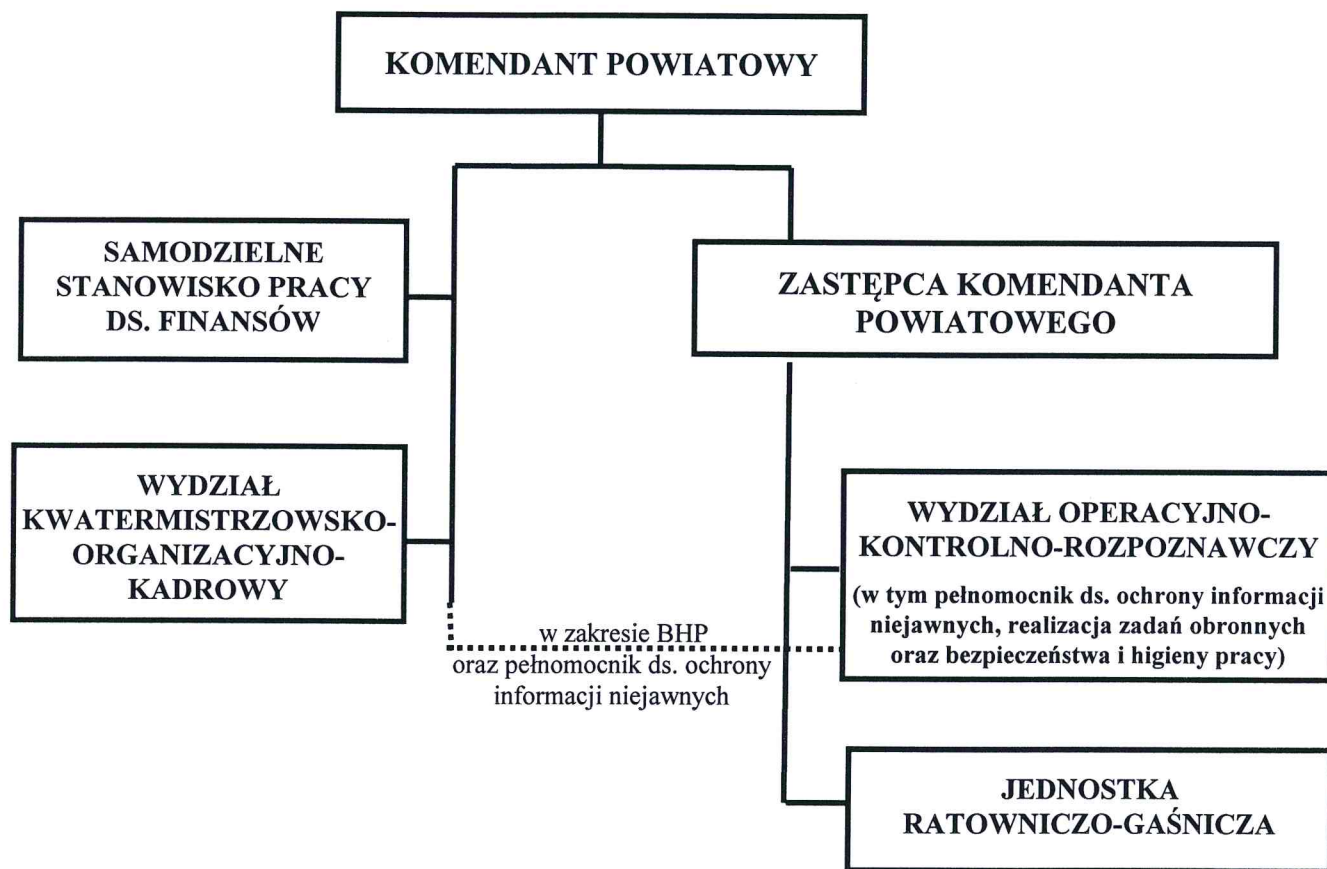 KOMENDANT POWIATOWY
SAMODZIELNE
STANOWISKO PRACY
DS. FINANSÓW
ZASTĘPCA KOMENDANTA
POWIATOWEGO
WYDZIAŁ
KWATERMISTRZOWSKO-
ORGANIZACYJNO-
KADROWY
WYDZIAŁ OPERACYJNO-
KONTROLNO-ROZPOZNAWCZY
(w tym pełnomocnik ds. ochrony informacji
niejawnych, realizacja zadań obronnych
oraz bezpieczeństwa i higieny pracy)
w zakresie BHP
oraz pełnomocnik ds. ochrony
informacji niejawnych
JEDNOSTKA
RATOWNICZO-GAŚNICZA